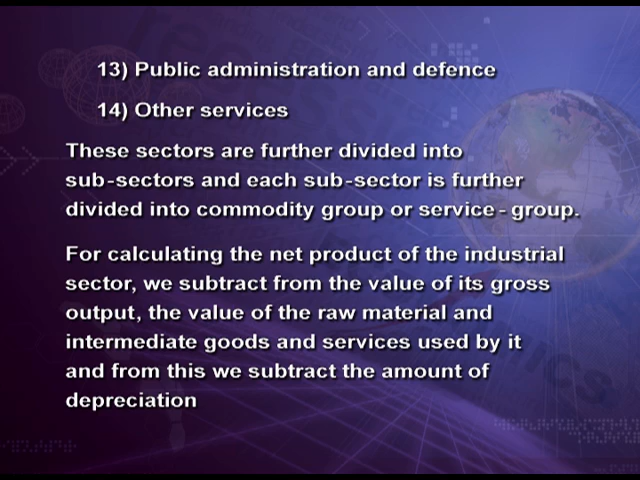 13) Public administration and defence
14) Other services
These sectors are further divided into
sub-sectors and each sub-sector is further
divided into commodity group or service - group.
For calculating the net product of the industrial
sector, we subtract from the value of its gross
output, the value of the raw material and
intermediate goods and services used by it
and from this we subtract the amount of
depreciation